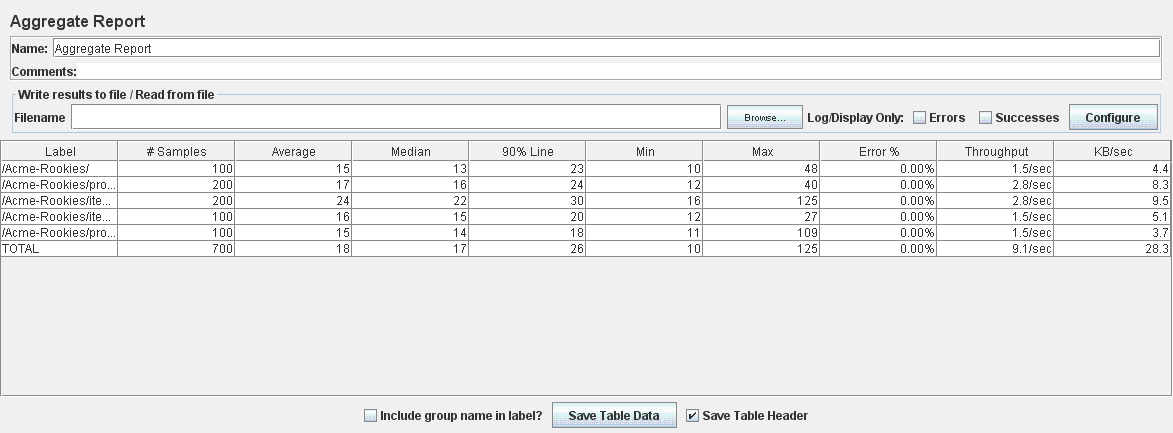 Aggregate Report
Name: Aggregate Report
Comments:
Write results to file / Read from file
Filename Browse... Log/Display Only: Errors Successes Configure
Label # Samples Average Median 90% Line Min Max Error % Throughput KB/sec
/Acme-Rookies/ 100 15 13 23 10 48 0.00% 1.5/sec 4.4
/Acme-Rookies/pro... 200 17 16 24 12 40 0.00% 2.8/sec 8.3
/Acme-Rookies/ite... 200 24 22 30 16 125 0.00% 2.8/sec 9.5
/Acme-Rookies/ite... 100 16 15 20 12 27 0.00% 1.5/sec 5.1
/Acme-Rookies/pro... 100 15 14 18 11 109 0.00% 1.5/sec 3.7
TOTAL 700 18 17 26 10 125 0.00% 9.1/sec 28.3
Include group name in label? Save Table Data Save Table Header